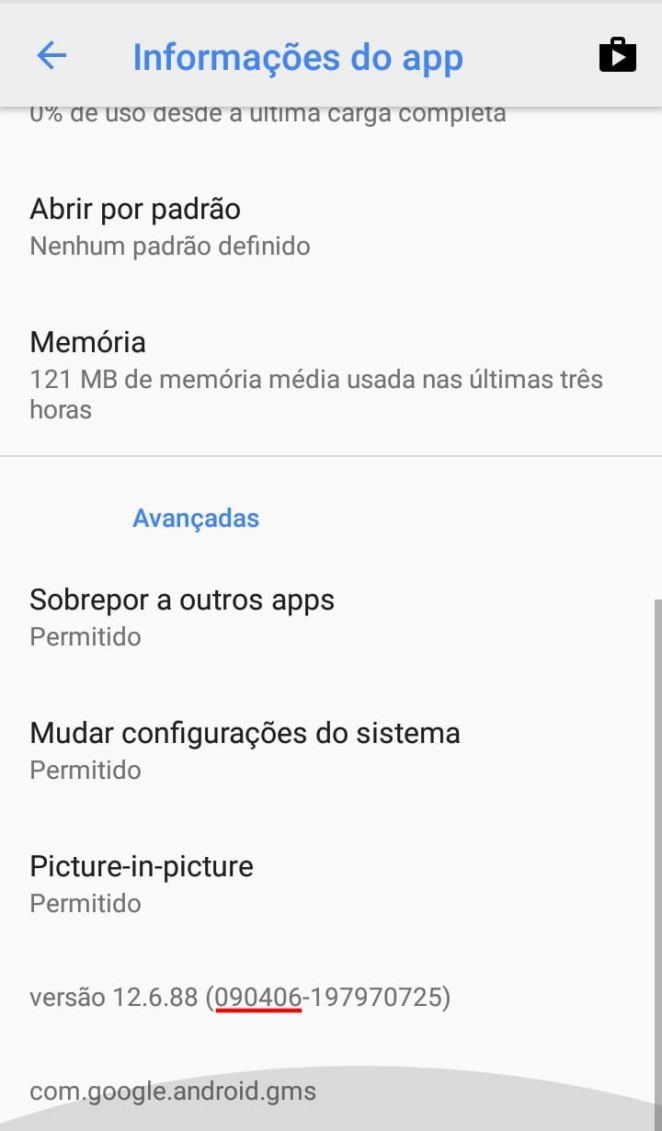 Informações do app
0% de uso desde a última carga completa
Abrir por padrão
Nenhum padrão definido
Memória
121 MB de memória média usada nas últimas três
horas
Avançadas
Sobrepor a outros apps
Permitido
Mudar configurações do sistema
Permitido
Picture-in-picture
Permitido
versão 12.6.88 (090406-197970725)
com.google.android.gms